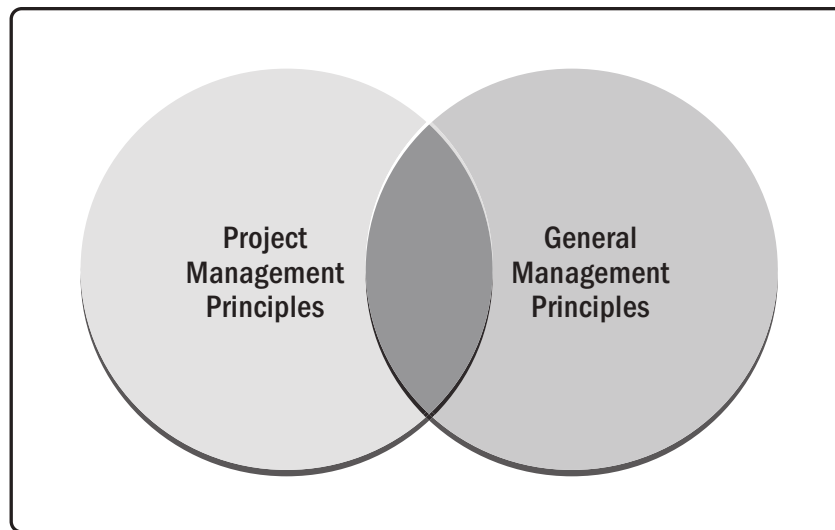 Project
Management
Principles
General
Management
Principles